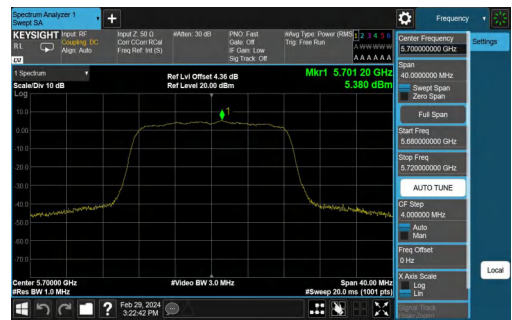 Spectrum Analyzer 1
Swept SA
+
Frequency
KEYSIGHT
RL
LV
Input: RF
Coupling: DC
Align: Auto
Input Z: 50 Ω
Corr CCorr RCal
Freq Ref: Int (S)
#Atten: 30 dB
PNO: Fast
Gate: Off
IF Gain: Low
Sig Track: Off
#Avg Type: Power (RMS
Trig: Free Run
1 2 3 4 5 6
A W W W W W
A A A A A A
Center Frequency
5.700000000 GHz
Settings
Span
40.0000000 MHz
Swept Span
Zero Span
Full Span
Start Freq
5.680000000 GHz
Stop Freq
5.720000000 GHz
AUTO TUNE
CF Step
4.000000 MHz
Auto
Man
Freq Offset
0 Hz
X Axis Scale
Log
Lin
Signal Track
Local
1 Spectrum
Scale/Div 10 dB
Log
Ref Lvl Offset 4.36 dB
Ref Level 20.00 dBm
Mkr1 5.701 20 GHz
5.380 dBm
1
10.0
0.00
-10.0
-20.0
-30.0
-40.0
-50.0
-60.0
-70.0
Center 5.70000 GHz
#Res BW 1.0 MHz
#Video BW 3.0 MHz
Span 40.00 MHz
#Sweep 20.0 ms (1001 pts)
?
Feb 29, 2024
3:22:42 PM